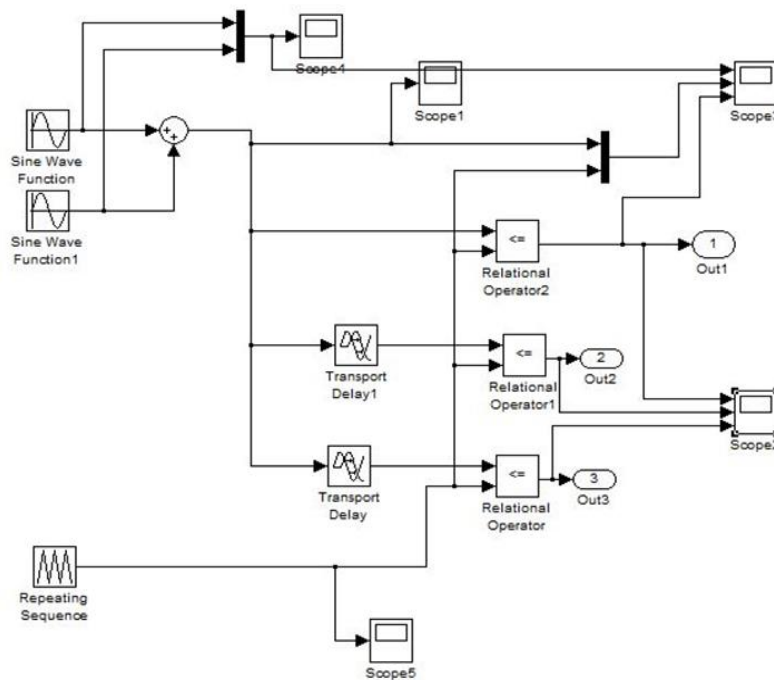 Scope4
Scope1
Scope3
++
Sine Wave
Function
Sine Wave
Function1
<=
Relational
Operator2
1
Out1
Transport
Delay1
<=
Relational
Operator1
2
Out2
Scope2
Transport
Delay
<=
Relational
Operator
3
Out3
Repeating
Sequence
Scope5